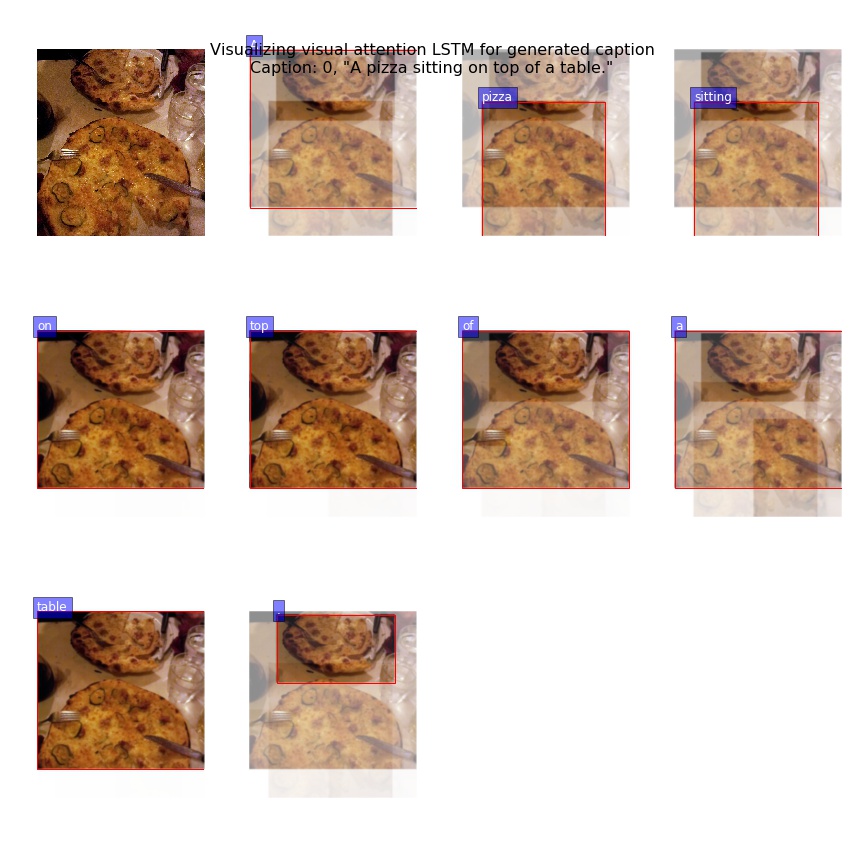 Visualizing visual attention LSTM for generated caption
Caption: 0, "A pizza sitting on top of a table."
A
pizza
sitting
on
top
of
a
table
.